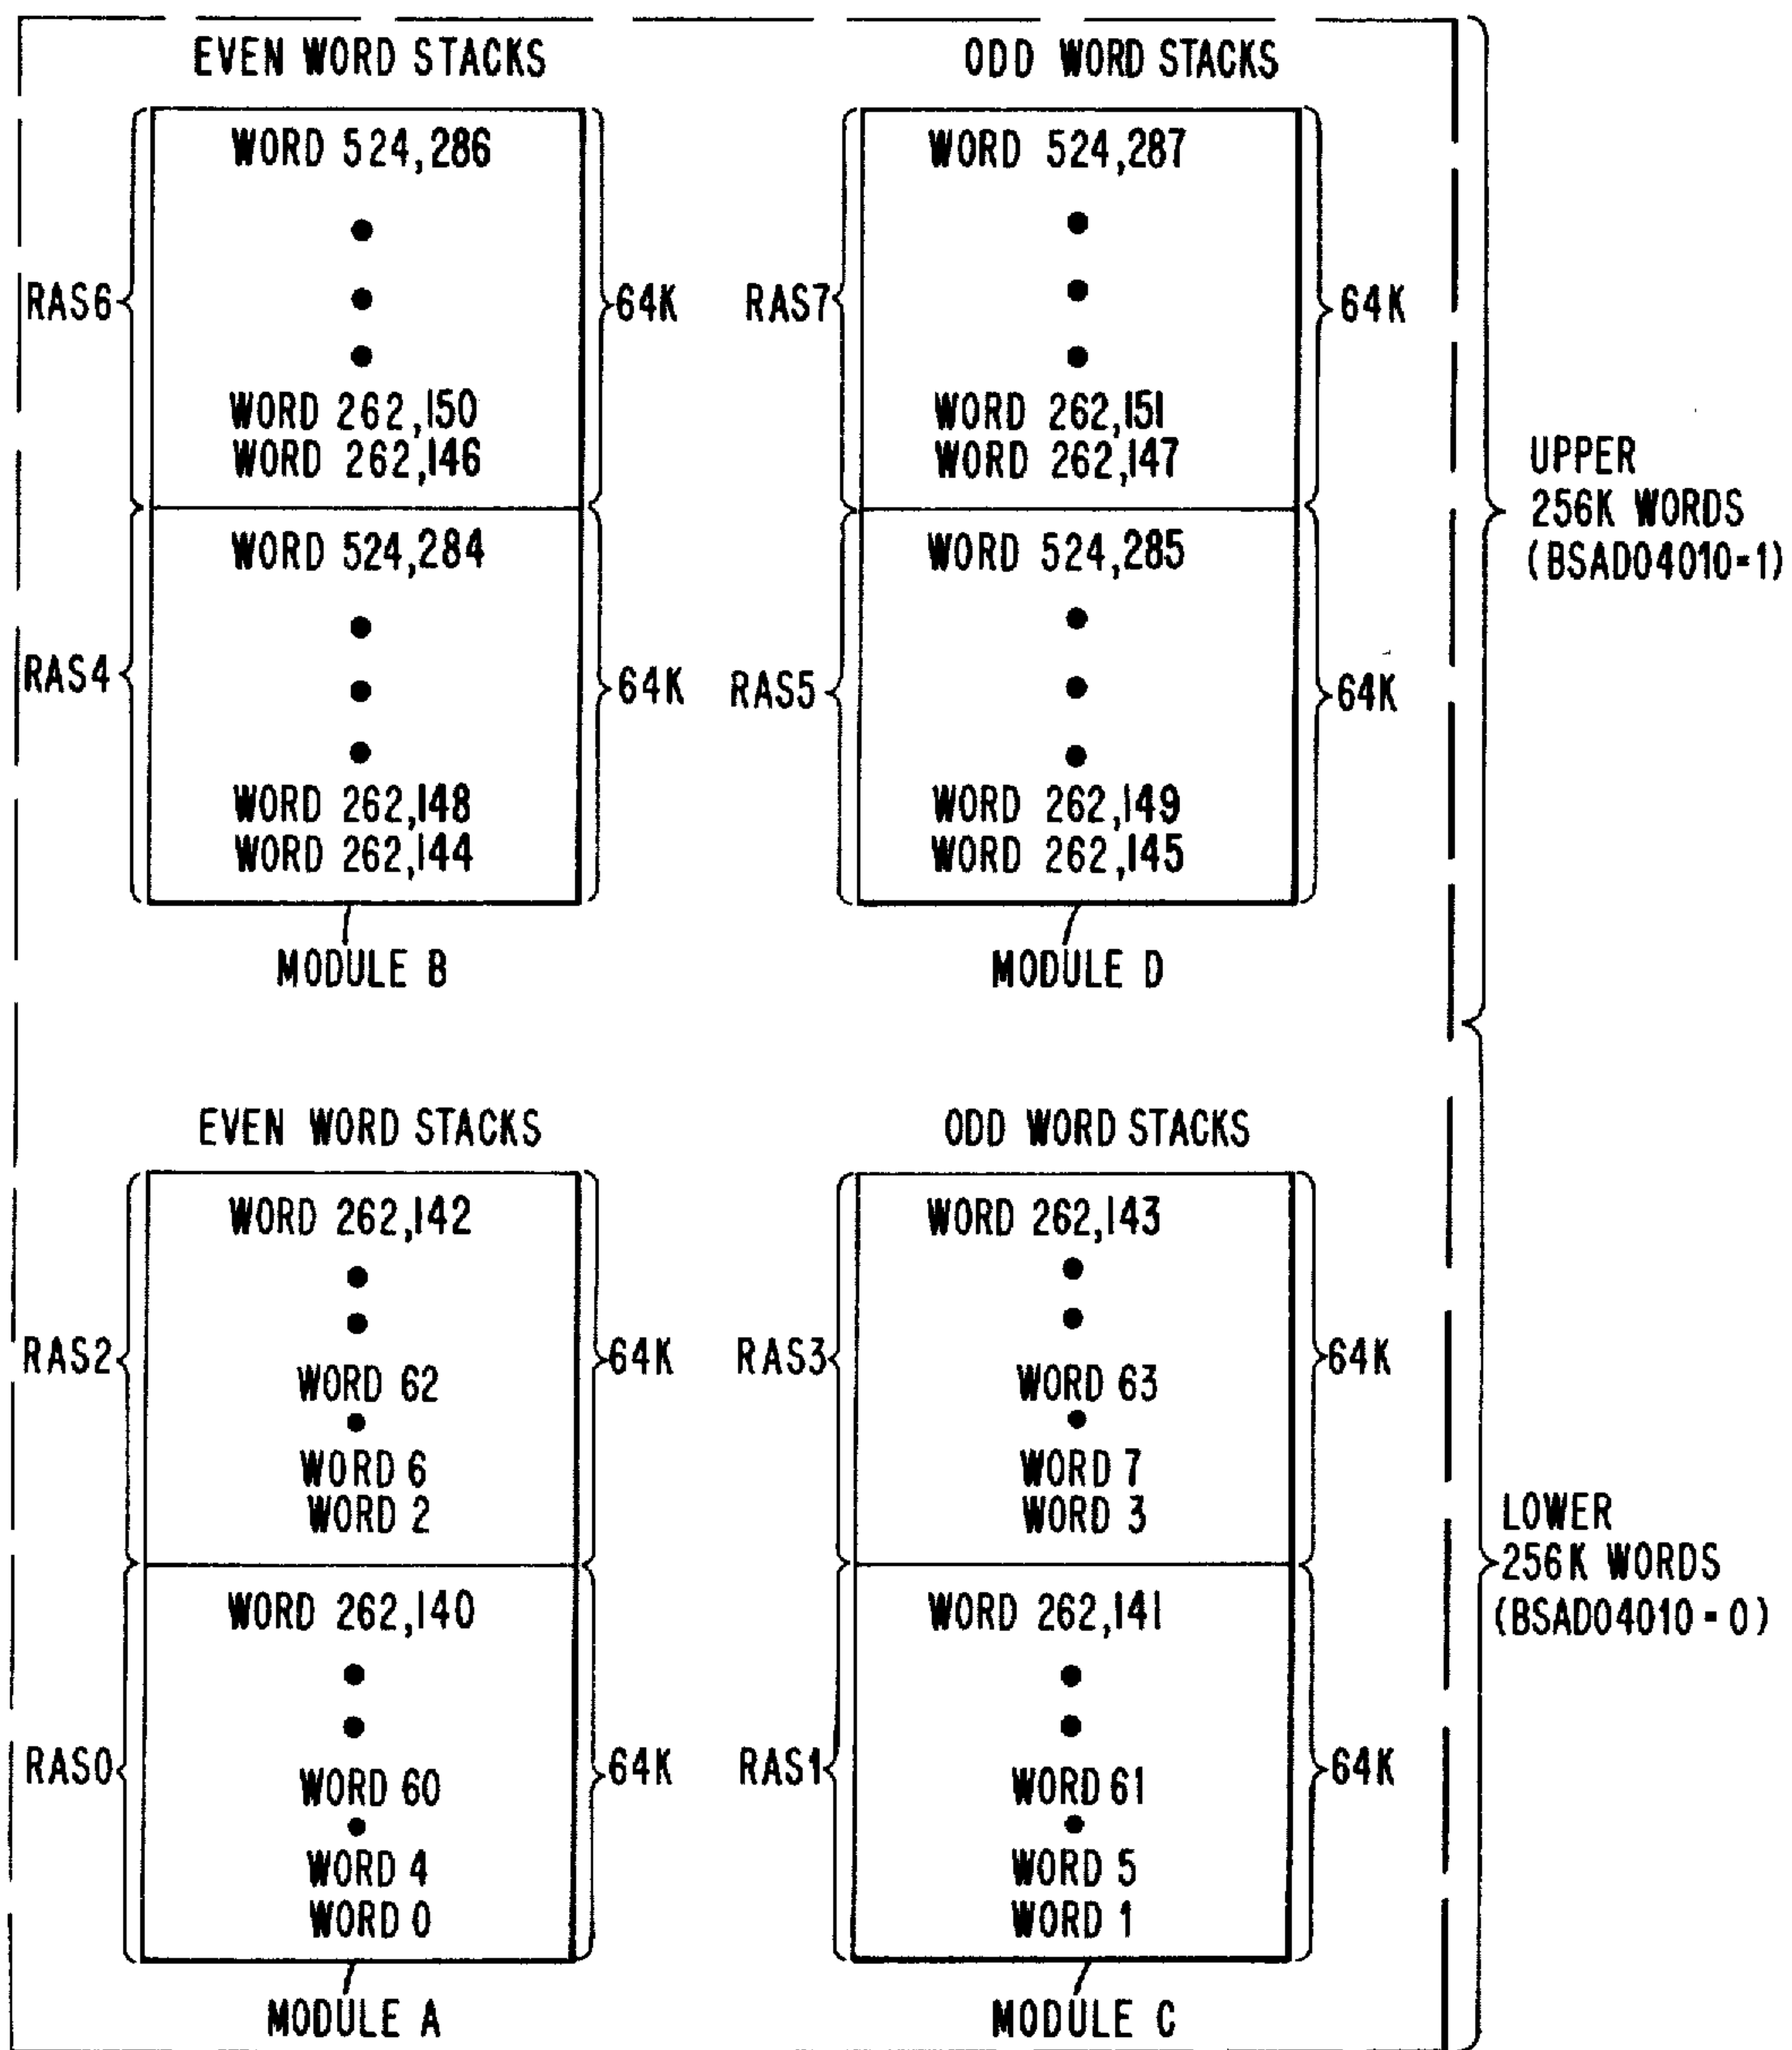 EVEN WORD STACKS
WORD 524,286
RAS6
64K
WORD 262,150
WORD 262,146
WORD 524,284
RAS4
64K
WORD 262,148
WORD 262,144
MODULE B
ODD WORD STACKS
WORD 524,287
RAS7
64K
WORD 262,151
WORD 262,147
WORD 524,285
RAS5
64K
WORD 262,149
WORD 262,145
MODULE D
UPPER
256K WORDS
(BSAD04010=1)
EVEN WORD STACKS
WORD 262,142
RAS2
64K
WORD 62
WORD 6
WORD 2
WORD 262,140
RAS0
64K
WORD 60
WORD 4
WORD 0
MODULE A
ODD WORD STACKS
WORD 262,143
RAS3
64K
WORD 63
WORD 7
WORD 3
WORD 262,141
RAS1
64K
WORD 61
WORD 5
WORD 1
MODULE C
LOWER
256K WORDS
(BSAD04010=0)